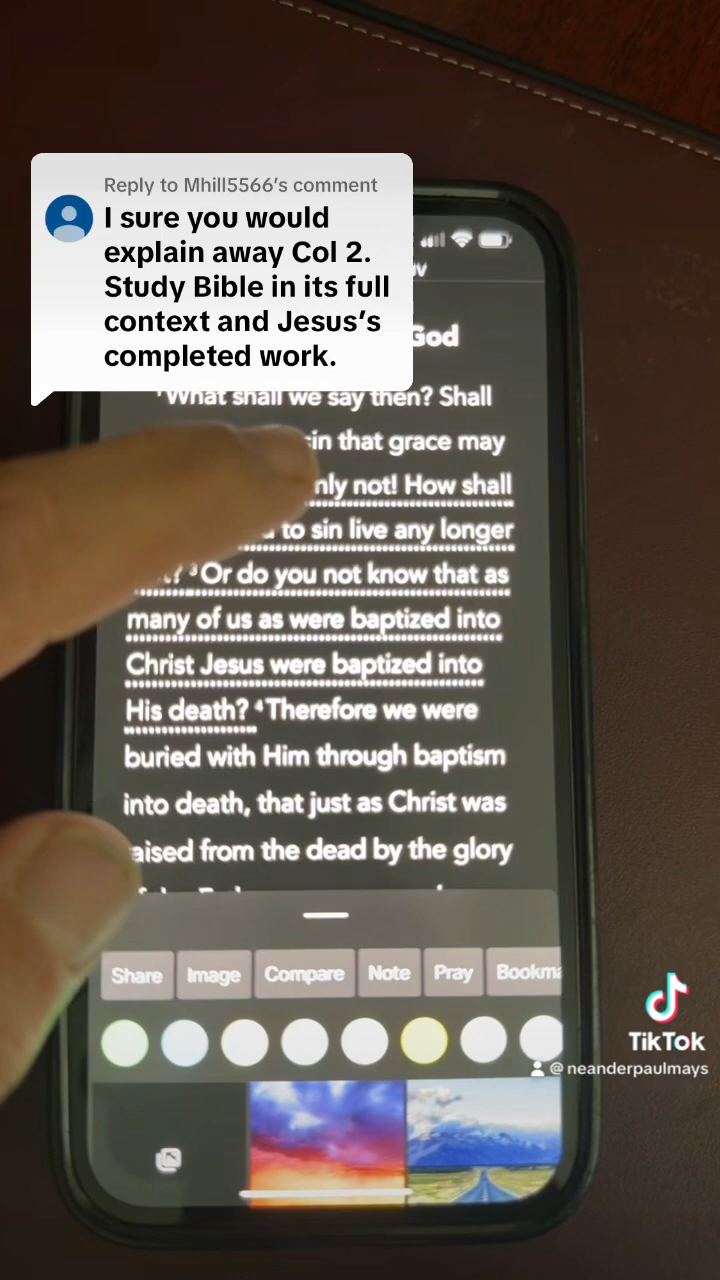 Reply to Mhill5566's comment
I sure you would
explain away Col 2.
Study Bible in its full
context and Jesus's
completed work.
God
¹What shall we say then? Shall
sin that grace may
not! How shall
to sin live any longer
? ³Or do you not know that as
many of us as were baptized into
Christ Jesus were baptized into
His death? ⁴Therefore we were
buried with Him through baptism
into death, that just as Christ was
raised from the dead by the glory
Share Image Compare Note Pray
TikTok
@neanderpaulmays